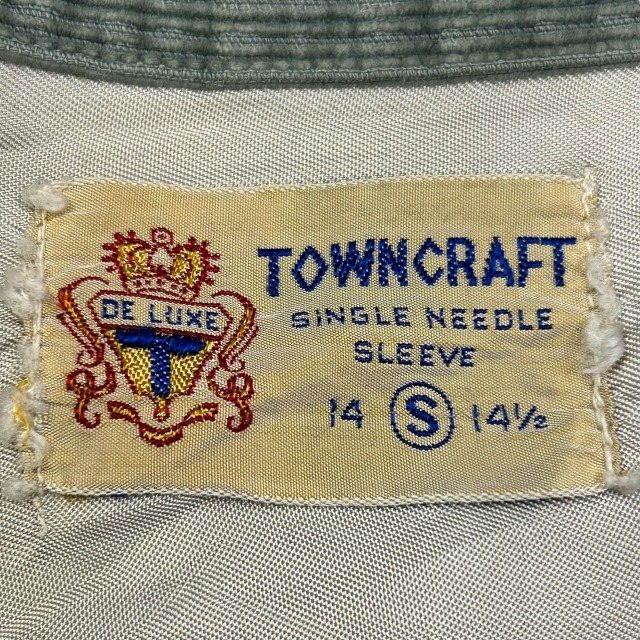 DE LUXE
T
TOWNCRAFT
SINGLE NEEDLE
SLEEVE
14 S 14½